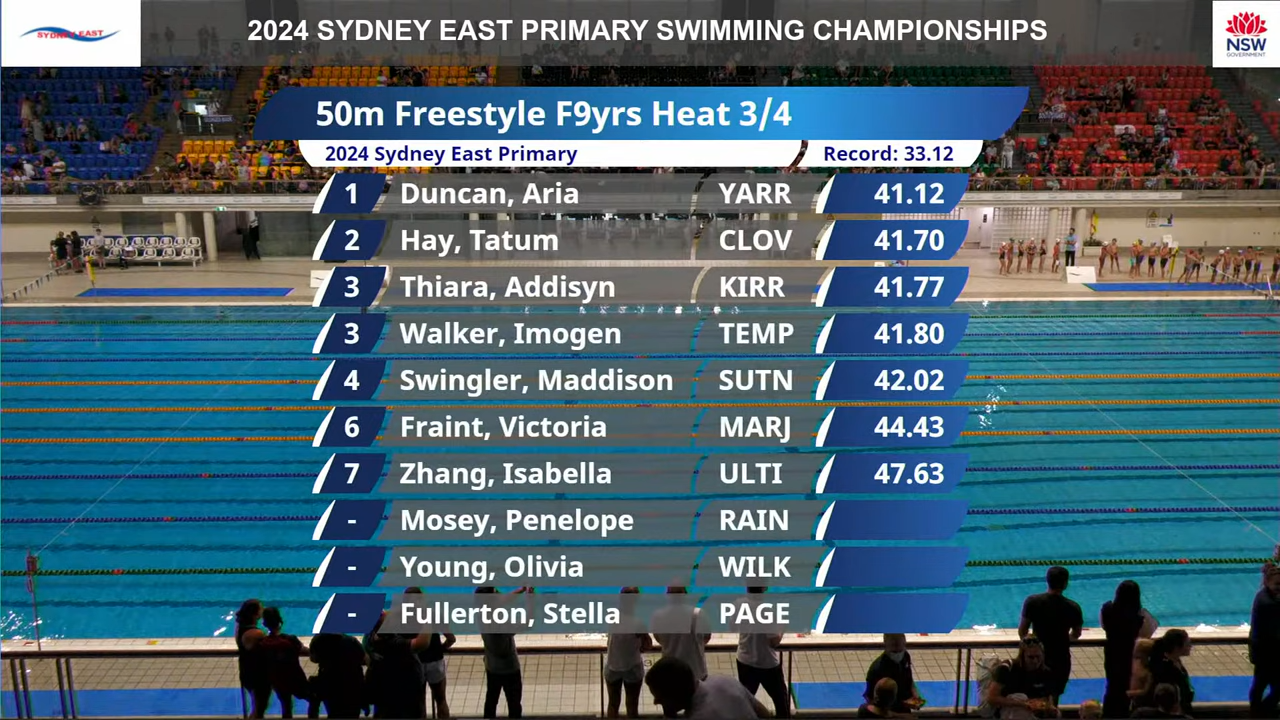 SYDNEY EAST
2024 SYDNEY EAST PRIMARY SWIMMING CHAMPIONSHIPS
NSW
GOVERNMENT
50m Freestyle F9yrs Heat 3/4
2024 Sydney East Primary Record: 33.12
1 Duncan, Aria YARR 41.12
2 Hay, Tatum CLOV 41.70
3 Thiara, Addisyn KIRR 41.77
3 Walker, Imogen TEMP 41.80
4 Swingler, Maddison SUTN 42.02
6 Fraint, Victoria MARJ 44.43
7 Zhang, Isabella ULTI 47.63
- Mosey, Penelope RAIN
- Young, Olivia WILK
- Fullerton, Stella PAGE